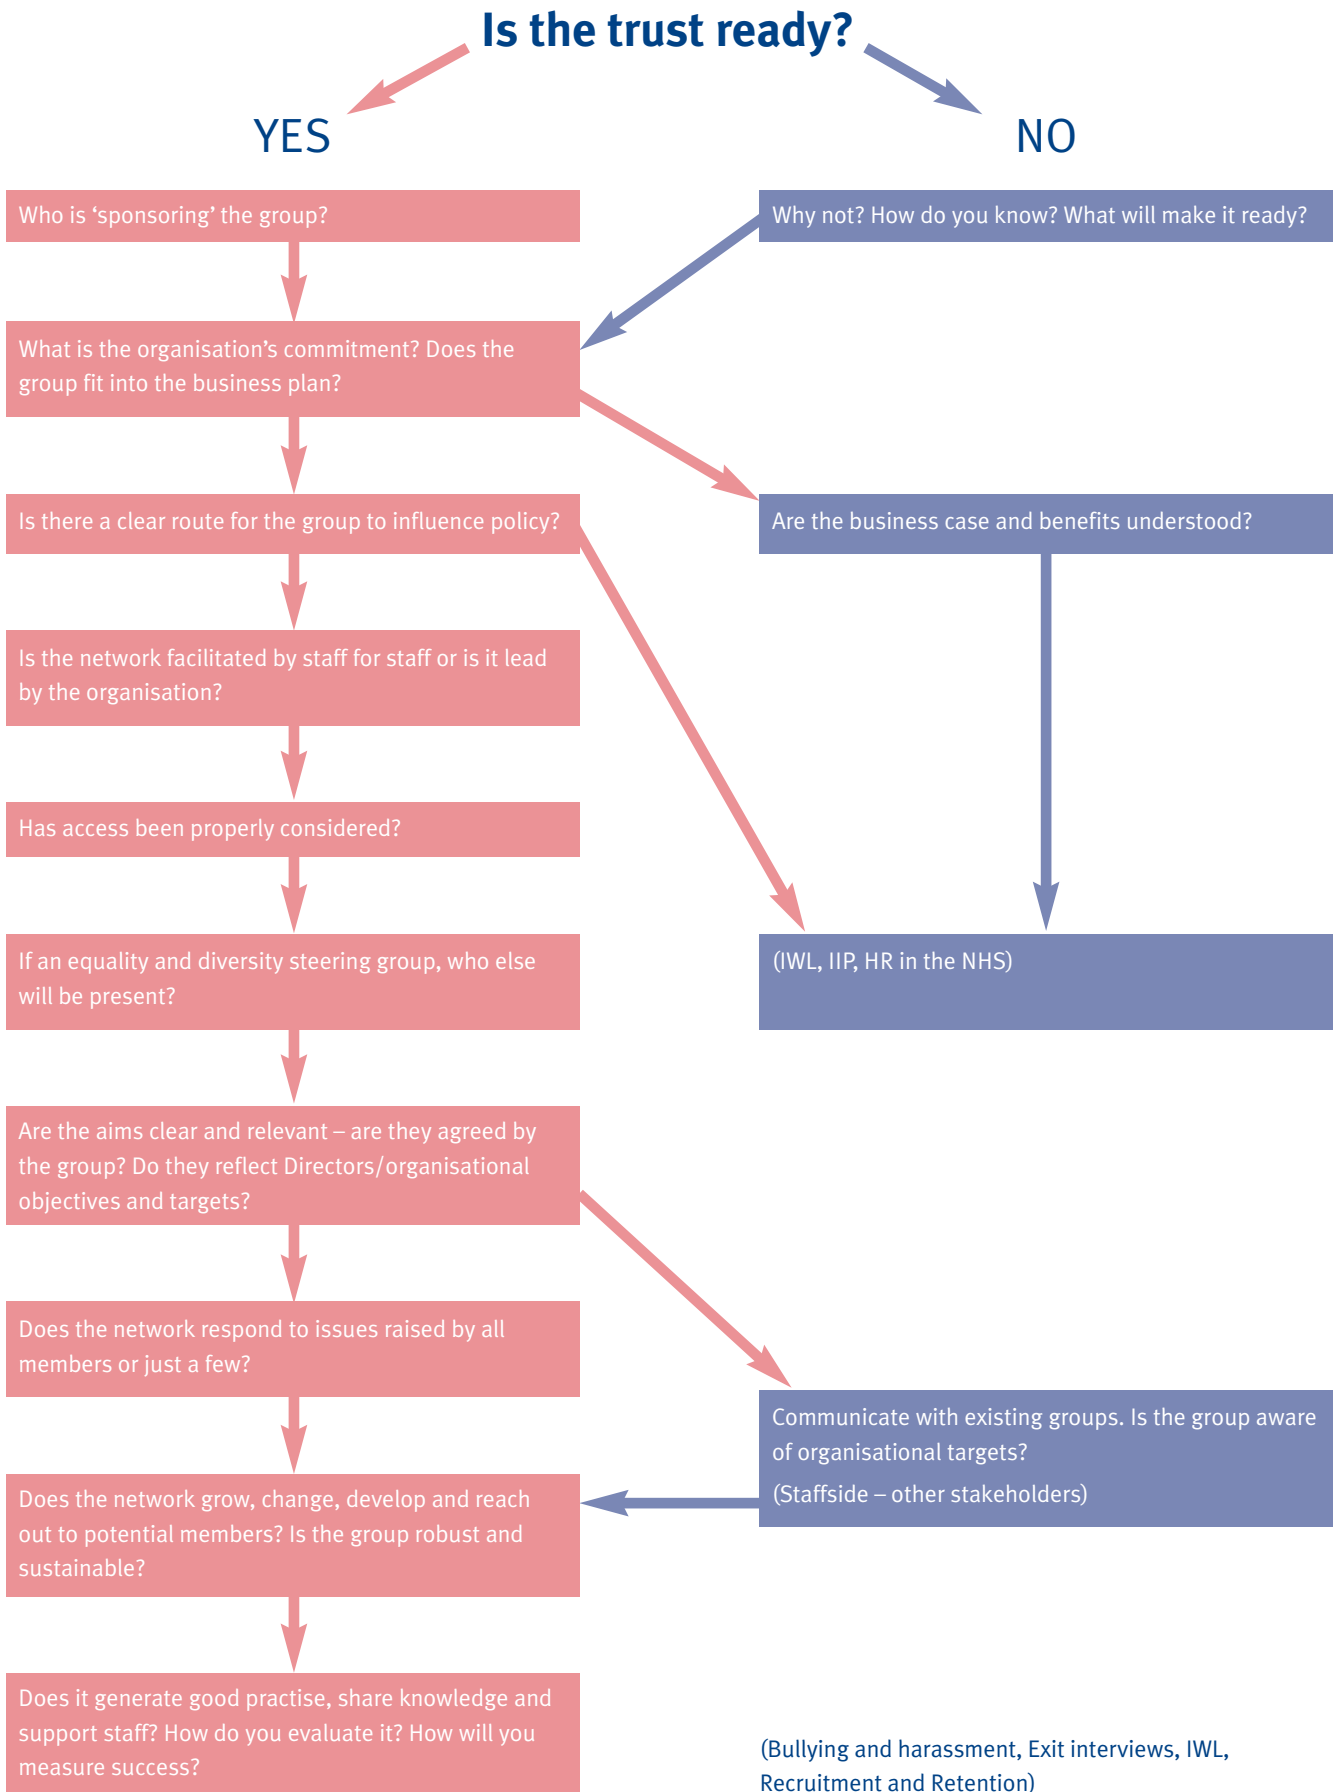 Is the trust ready?
YES
NO
Who is ‘sponsoring’ the group?
Why not? How do you know? What will make it ready?
What is the organisation’s commitment? Does the
group fit into the business plan?
Is there a clear route for the group to influence policy?
Are the business case and benefits understood?
Is the network facilitated by staff for staff or is it lead
by the organisation?
Has access been properly considered?
If an equality and diversity steering group, who else
will be present?
(IWL, IIP, HR in the NHS)
Are the aims clear and relevant – are they agreed by
the group? Do they reflect Directors/organisational
objectives and targets?
Does the network respond to issues raised by all
members or just a few?
Communicate with existing groups. Is the group aware
of organisational targets?
(Staffside – other stakeholders)
Does the network grow, change, develop and reach
out to potential members? Is the group robust and
sustainable?
Does it generate good practise, share knowledge and
support staff? How do you evaluate it? How will you
measure success?
(Bullying and harassment, Exit interviews, IWL,
Recruitment and Retention)